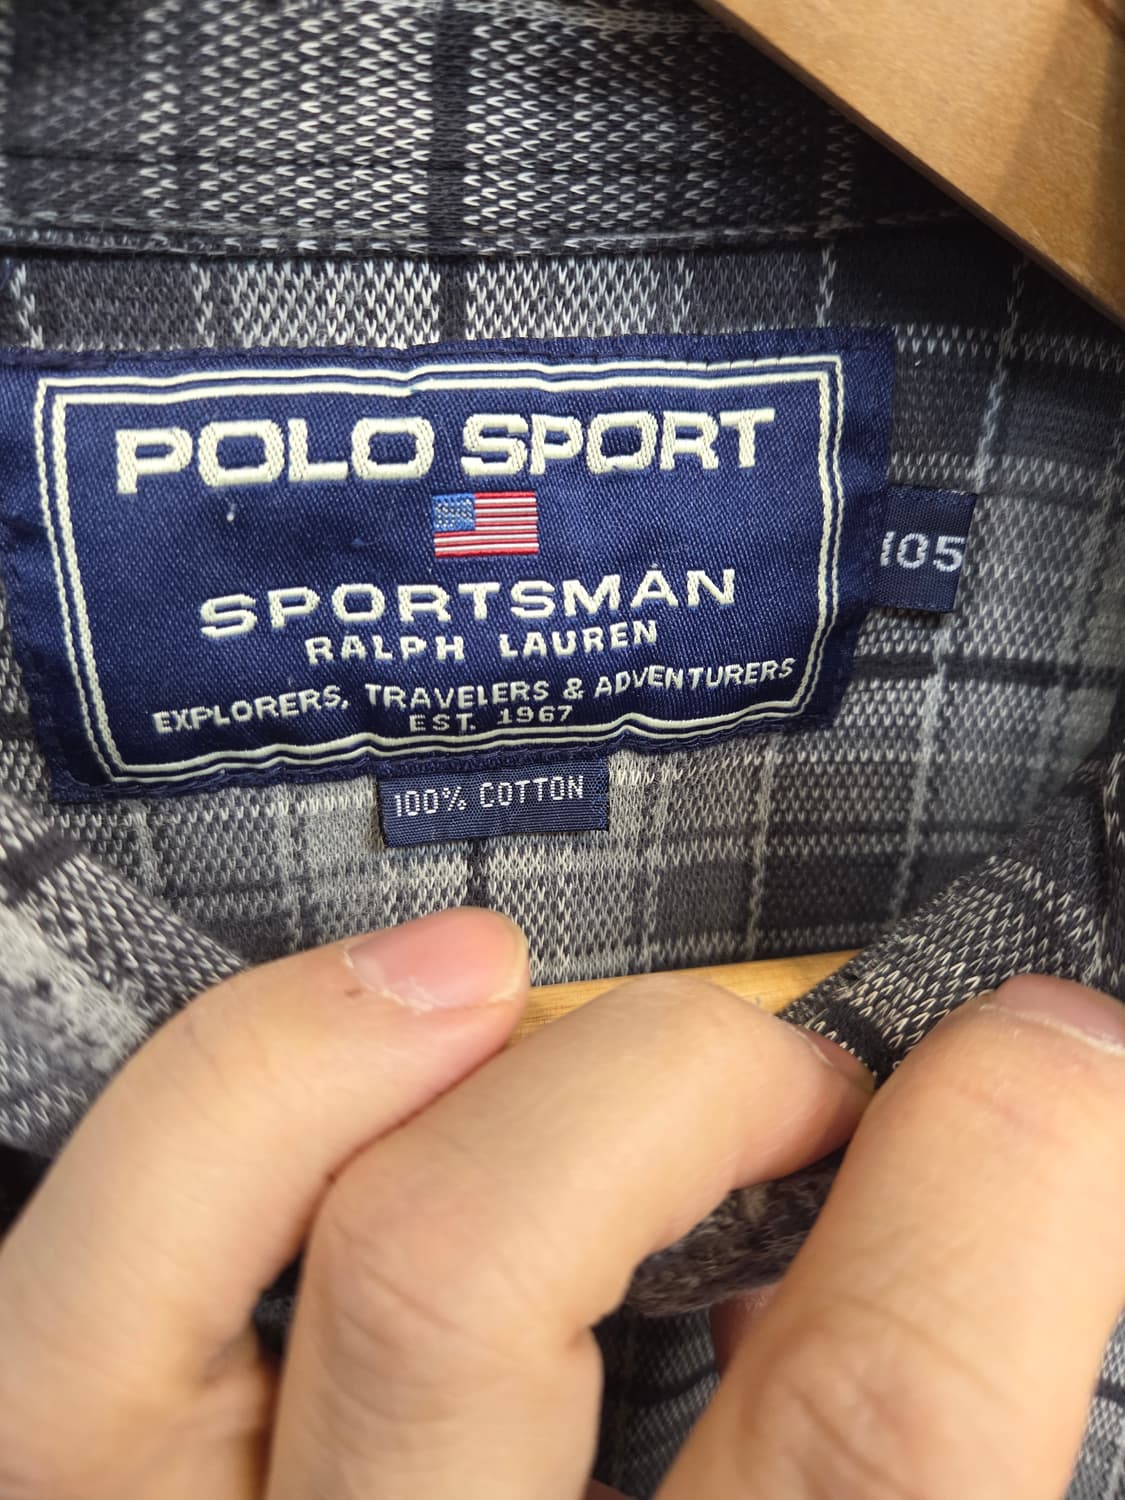 POLO SPORT
SPORTSMAN
RALPH LAUREN
EXPLORERS, TRAVELERS & ADVENTURERS
EST. 1967
105
100% COTTON